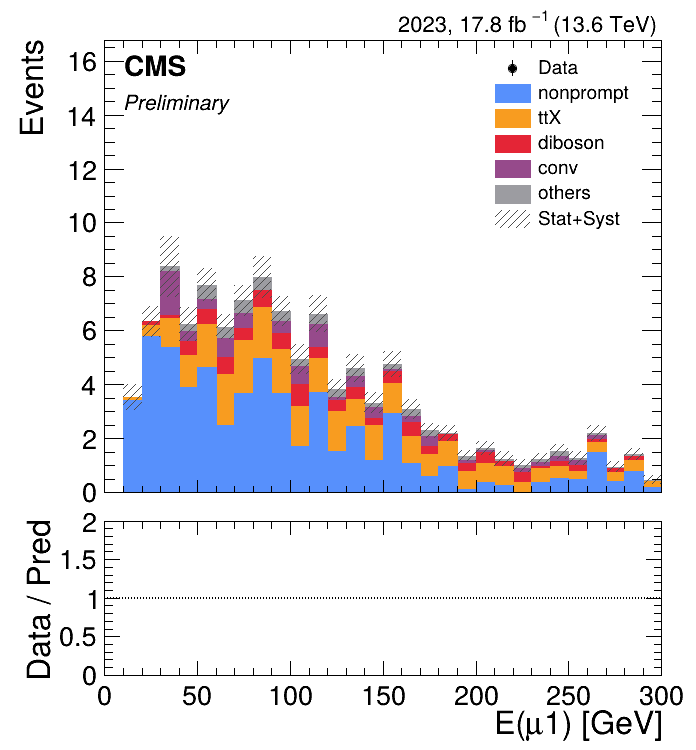 2023, 17.8 fb⁻¹ (13.6 TeV)
CMS
Preliminary
Events
16
14
12
10
8
6
4
2
0
Data
nonprompt
ttX
diboson
conv
others
Stat+Syst
Data / Pred
2
1.5
1
0.5
0
0 50 100 150 200 250 300
E(μ1) [GeV]